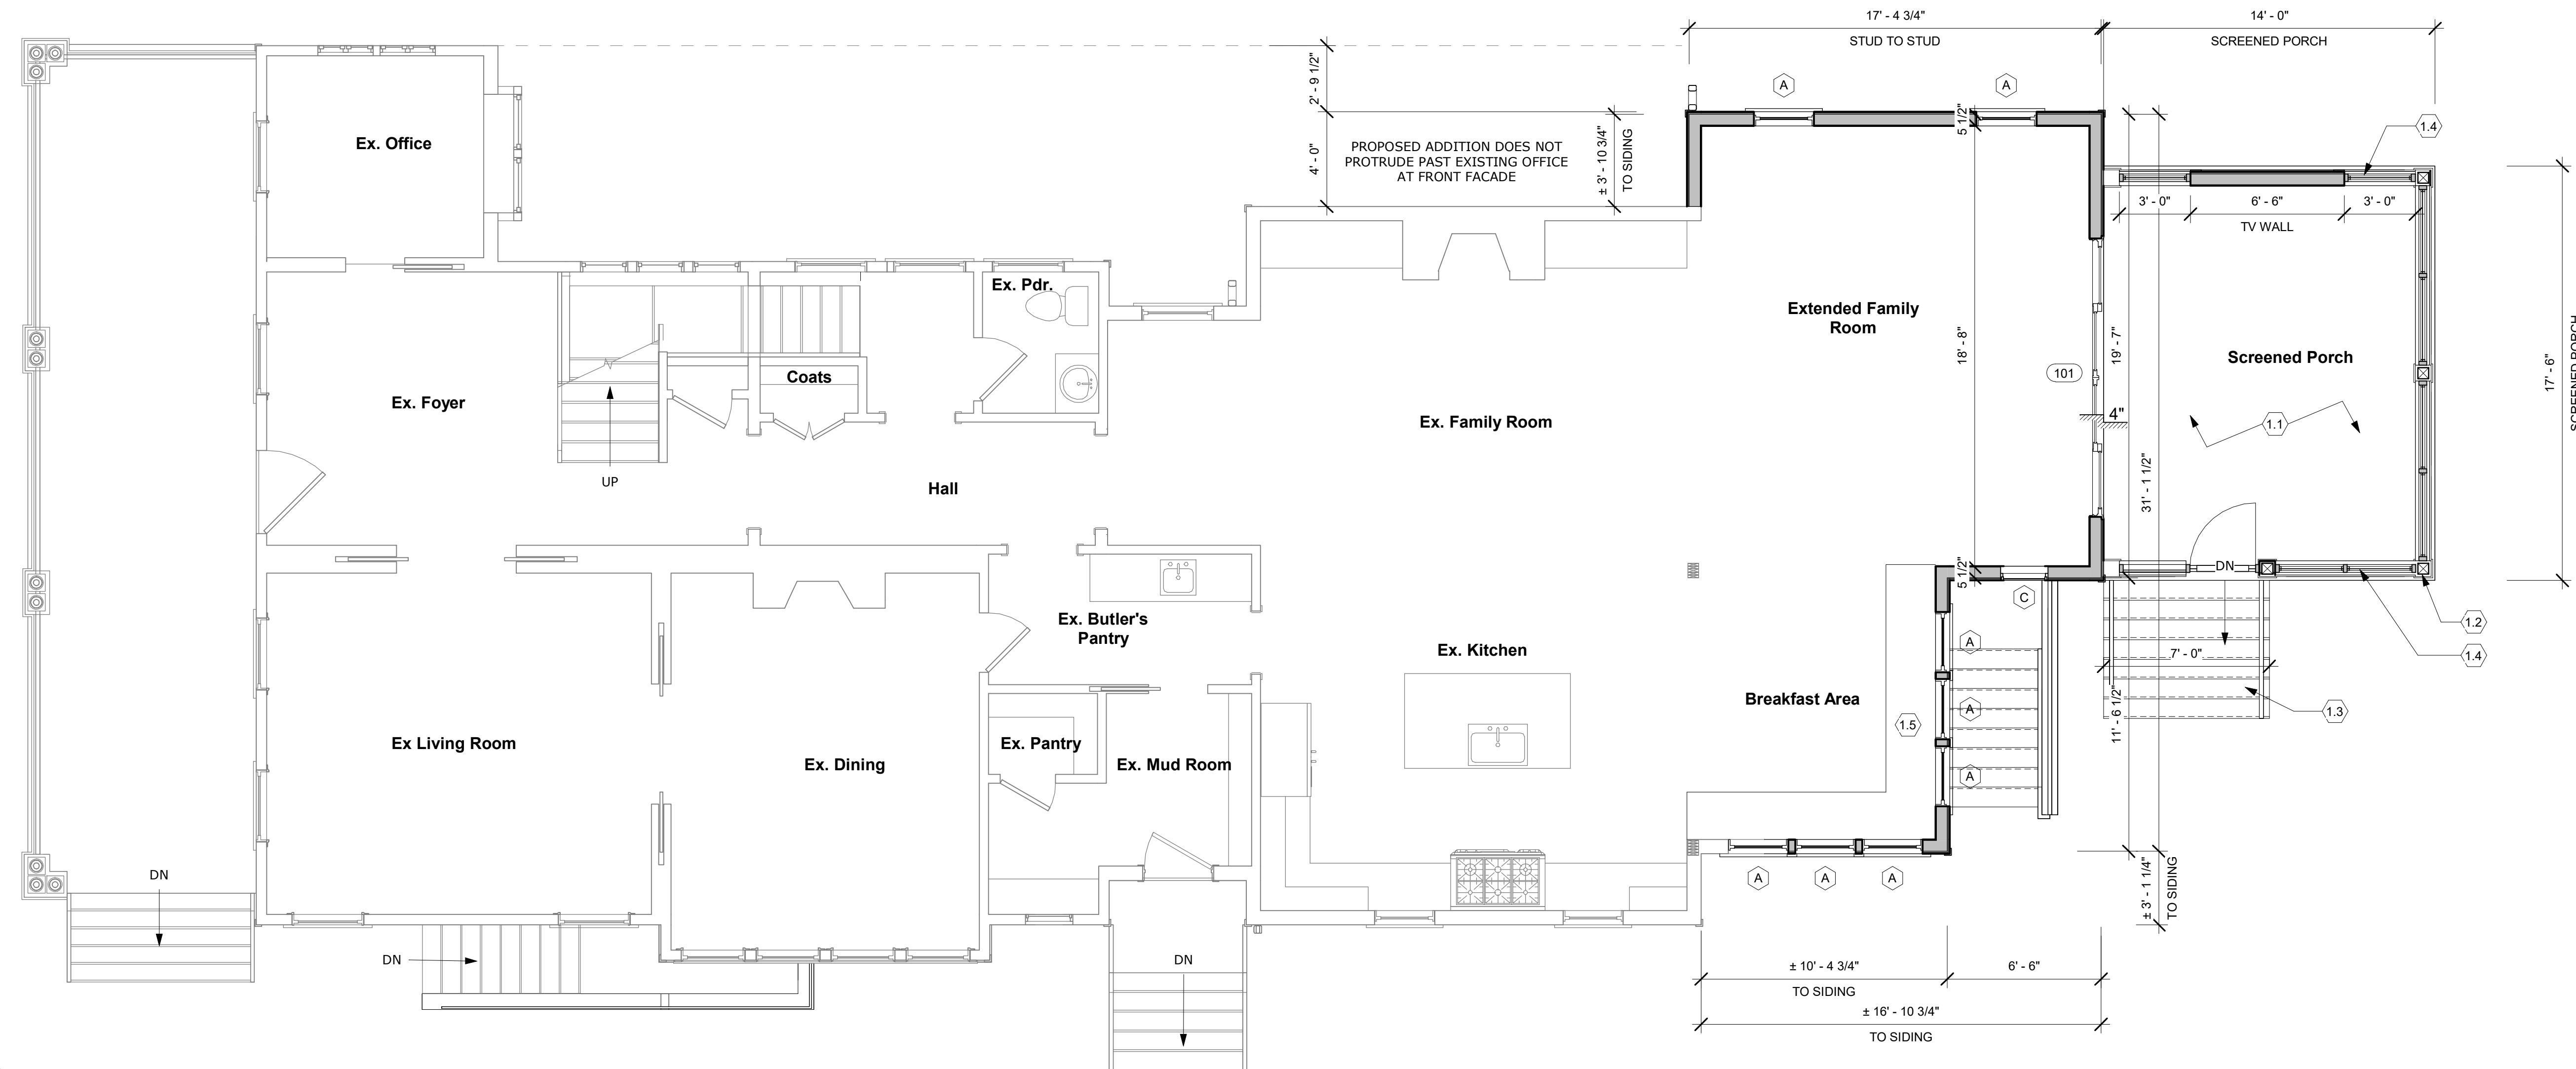 17' - 4 3/4"
STUD TO STUD
14' - 0"
SCREENED PORCH
2' - 9 1/2"
4' - 0"
± 3' - 10 3/4"
TO SIDING
PROPOSED ADDITION DOES NOT
PROTRUDE PAST EXISTING OFFICE
AT FRONT FACADE
A
A
5 1/2"
1.4
Ex. Office
3' - 0"
6' - 6"
3' - 0"
TV WALL
Ex. Pdr.
Extended Family
Room
18' - 8"
19' - 7"
Screened Porch
17' - 6"
SCREENED PORCH
101
Coats
Ex. Foyer
Ex. Family Room
4"
1.1
UP
Hall
31' - 1 1/2"
5 1/2"
DN
C
Ex. Butler's
Pantry
1.2
A
Ex. Kitchen
7' - 0"
1.4
Breakfast Area
A
1.5
11' - 6 1/2"
1.3
Ex Living Room
Ex. Dining
Ex. Pantry
Ex. Mud Room
A
DN
A
A
A
± 3' - 1 1/4"
TO SIDING
DN
DN
± 10' - 4 3/4"
TO SIDING
6' - 6"
± 16' - 10 3/4"
TO SIDING